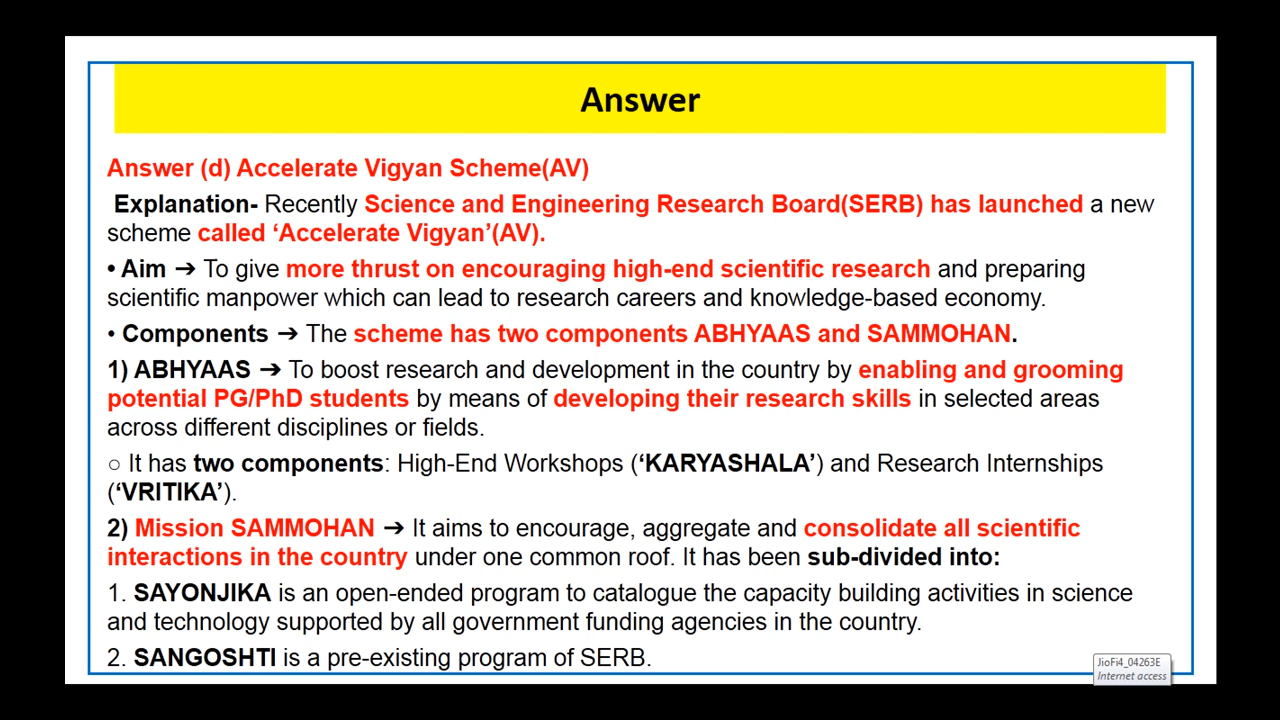 Answer
Answer (d) Accelerate Vigyan Scheme(AV)
Explanation- Recently Science and Engineering Research Board(SERB) has launched a new
scheme called ‘Accelerate Vigyan’(AV).
• Aim ➔ To give more thrust on encouraging high-end scientific research and preparing
scientific manpower which can lead to research careers and knowledge-based economy.
• Components ➔ The scheme has two components ABHYAAS and SAMMOHAN.
1) ABHYAAS ➔ To boost research and development in the country by enabling and grooming
potential PG/PhD students by means of developing their research skills in selected areas
across different disciplines or fields.
○ It has two components: High-End Workshops (‘KARYASHALA’) and Research Internships
(‘VRITIKA’).
2) Mission SAMMOHAN ➔ It aims to encourage, aggregate and consolidate all scientific
interactions in the country under one common roof. It has been sub-divided into:
1. SAYONJIKA is an open-ended program to catalogue the capacity building activities in science
and technology supported by all government funding agencies in the country.
2. SANGOSHTI is a pre-existing program of SERB.
JioFi4_04263E
Internet access